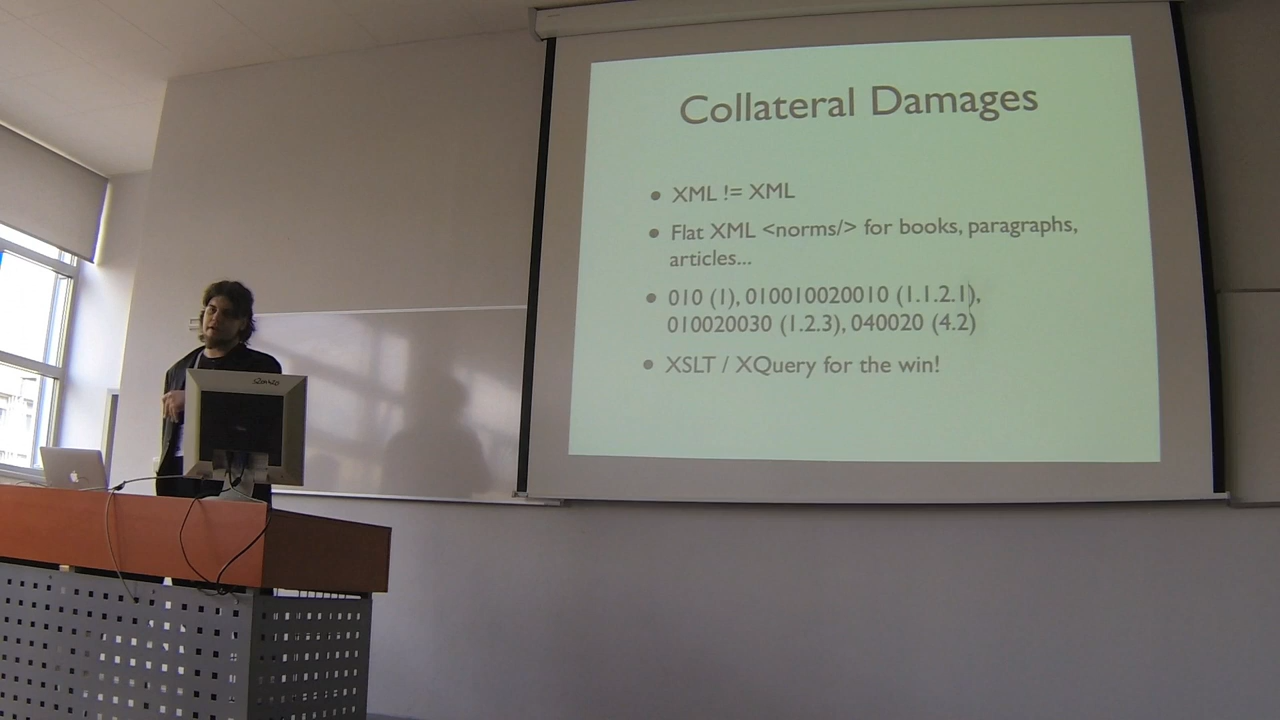 Collateral Damages
• XML != XML
• Flat XML <norms/> for books, paragraphs,
articles...
• 010 (1), 010010020010 (1.1.2.1),
010020030 (1.2.3), 040020 (4.2)
• XSLT / XQuery for the win!